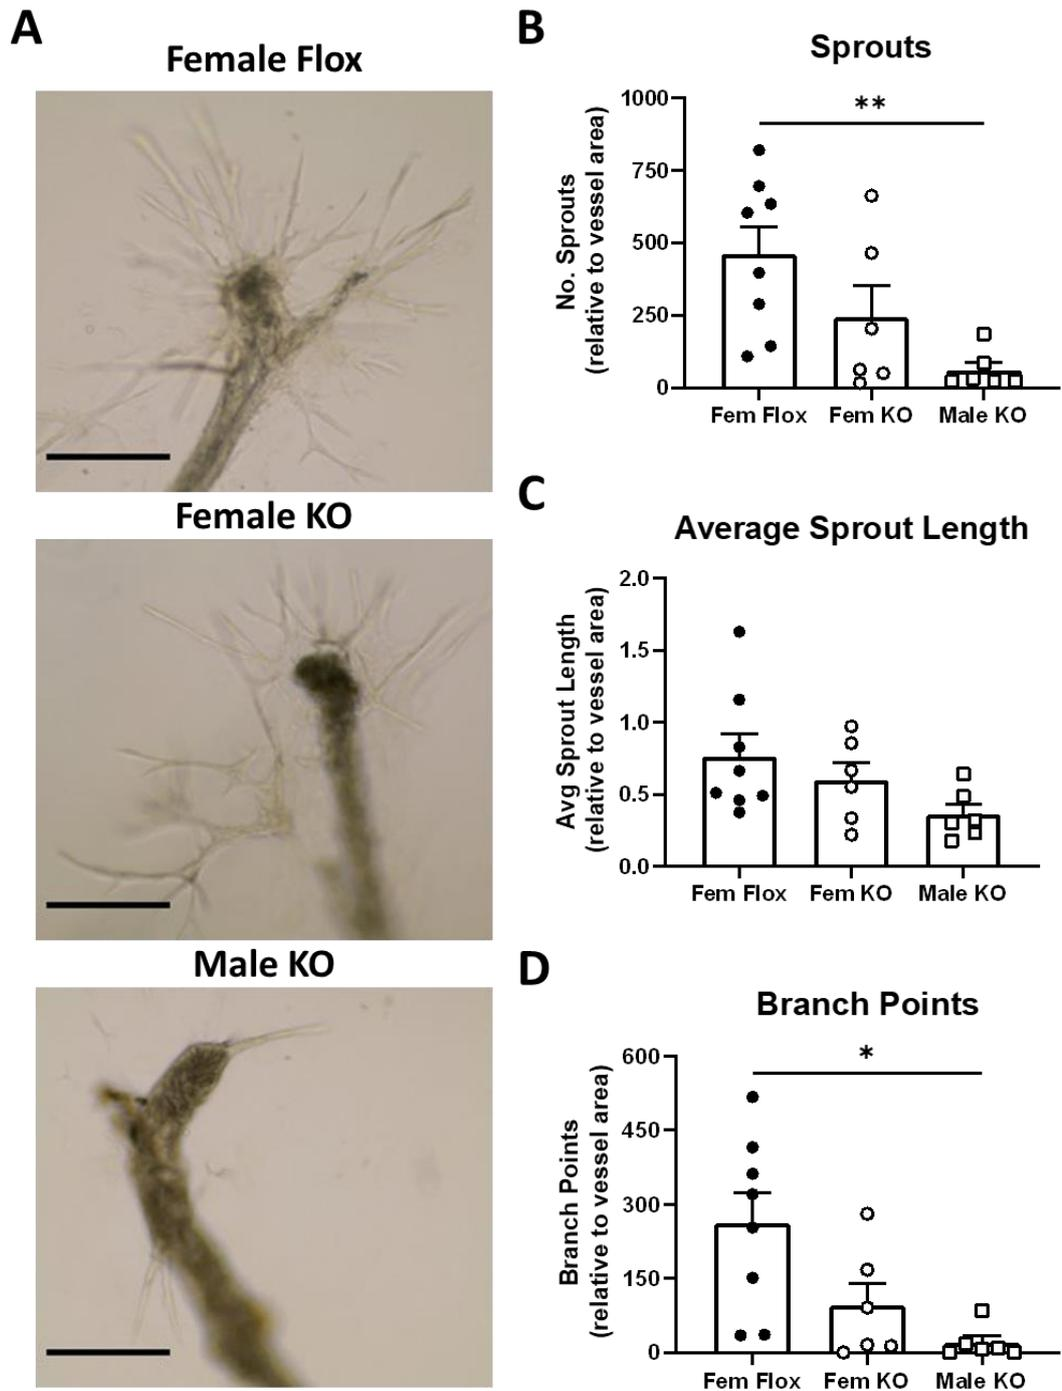 A
Female Flox
Female KO
Male KO
B
Sprouts
No. Sprouts
(relative to vessel area)
1000
750
500
250
0
**
Fem Flox
Fem KO
Male KO
C
Average Sprout Length
Avg Sprout Length
(relative to vessel area)
2.0
1.5
1.0
0.5
0.0
Fem Flox
Fem KO
Male KO
D
Branch Points
Branch Points
(relative to vessel area)
600
450
300
150
0
*
Fem Flox
Fem KO
Male KO